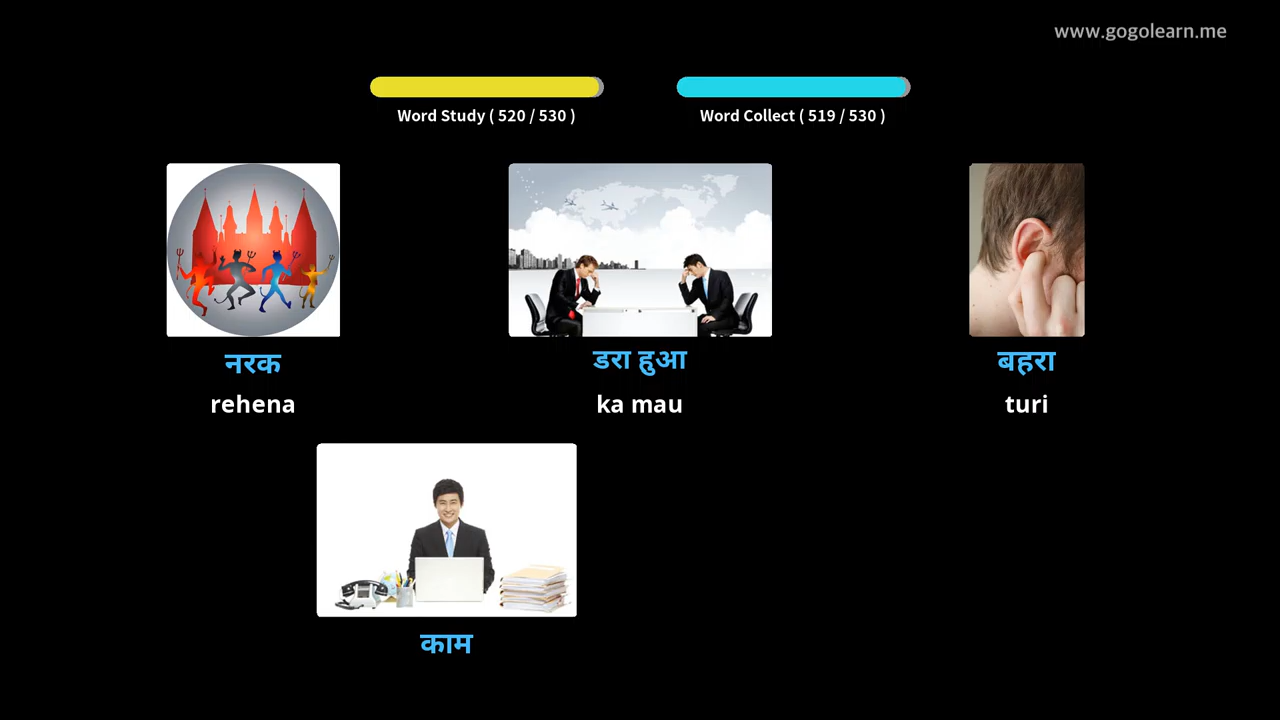 www.gogolearn.me
Word Study ( 520 / 530 )
Word Collect ( 519 / 530 )
नरक
डरा हुआ
बहरा
rehena
ka mau
turi
काम